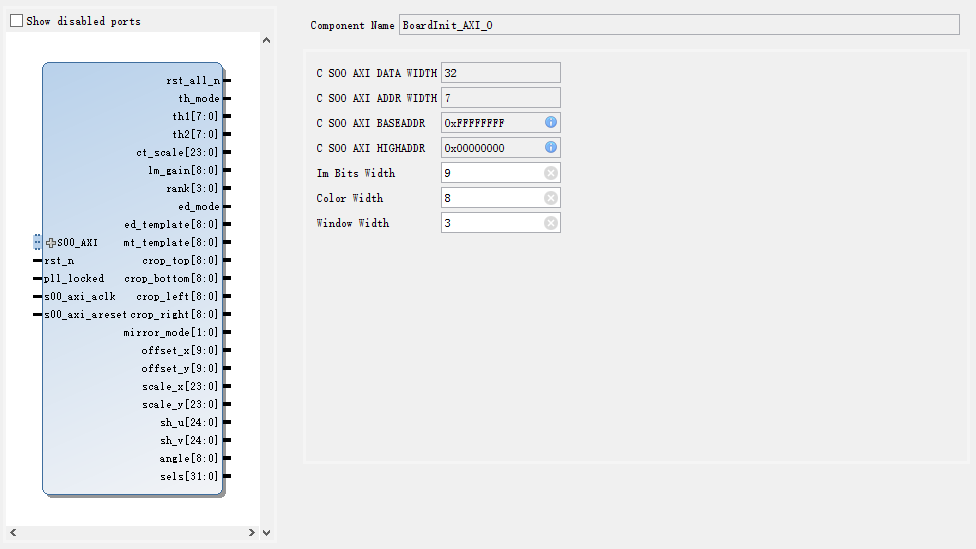 Show disabled ports
rst_all_n
th_mode
th1[7:0]
th2[7:0]
ct_scale[23:0]
lm_gain[8:0]
rank[3:0]
ed_mode
ed_template[8:0]
S00_AXI mt_template[8:0]
rst_n crop_top[8:0]
pll_locked crop_bottom[8:0]
s00_axi_aclk crop_left[8:0]
s00_axi_areset crop_right[8:0]
mirror_mode[1:0]
offset_x[9:0]
offset_y[9:0]
scale_x[23:0]
scale_y[23:0]
sh_u[24:0]
sh_v[24:0]
angle[8:0]
sels[31:0]
Component Name BoardInit_AXI_0
C S00 AXI DATA WIDTH 32
C S00 AXI ADDR WIDTH 7
C S00 AXI BASEADDR 0xFFFFFFFF
C S00 AXI HIGHADDR 0x00000000
Im Bits Width 9
Color Width 8
Window Width 3